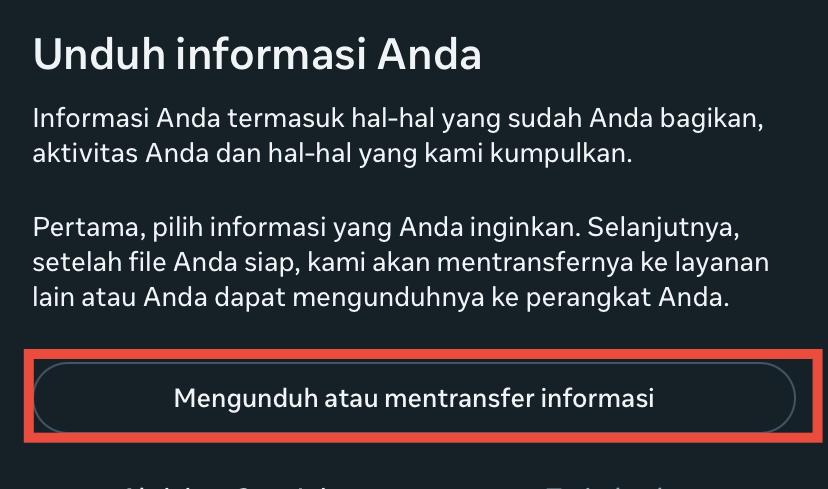 Unduh informasi Anda
Informasi Anda termasuk hal-hal yang sudah Anda bagikan,
aktivitas Anda dan hal-hal yang kami kumpulkan.
Pertama, pilih informasi yang Anda inginkan. Selanjutnya,
setelah file Anda siap, kami akan mentransfernya ke layanan
lain atau Anda dapat mengunduhnya ke perangkat Anda.
Mengunduh atau mentransfer informasi